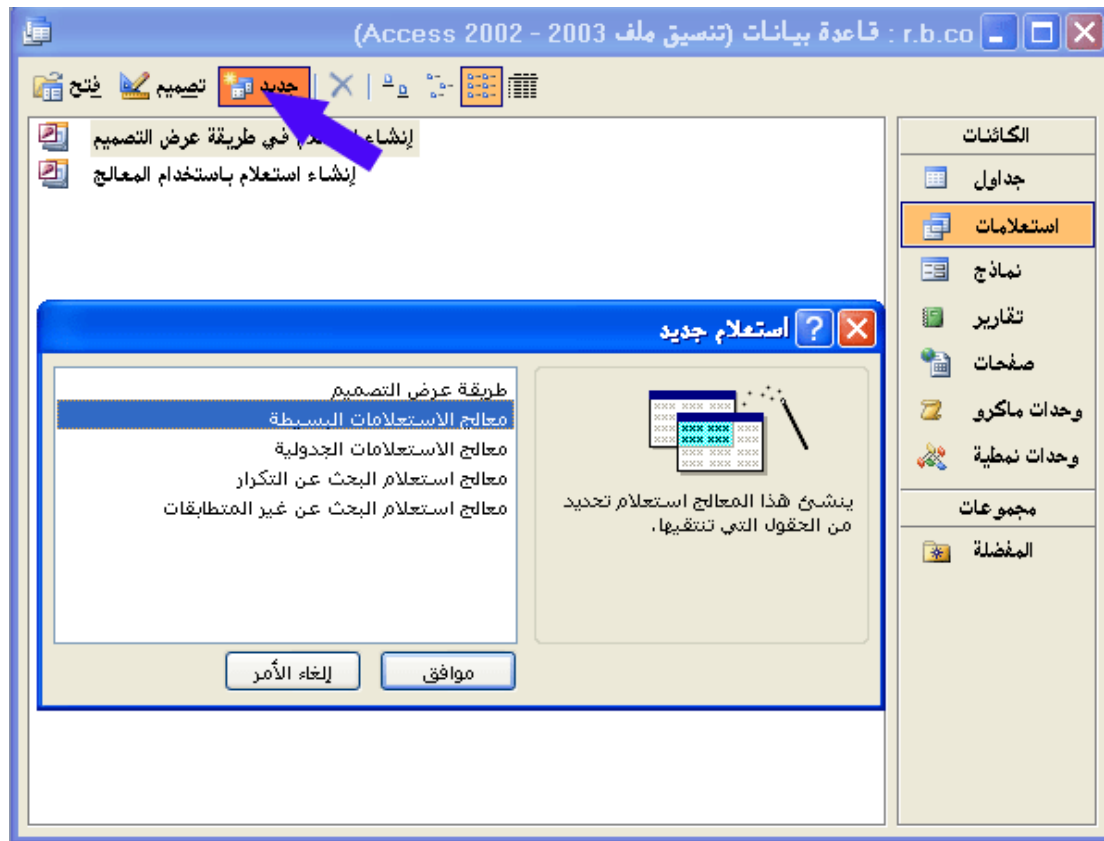 r.b.co : قاعدة بيانات (تنسيق ملف Access 2002 - 2003)
فتح تصميم جديد
إنشاء استعلام في طريقة عرض التصميم
إنشاء استعلام باستخدام المعالج
الكائنات
جداول
استعلامات
نماذج
تقارير
صفحات
وحدات ماكرو
وحدات نمطية
مجموعات
المفضلة
استعلام جديد
طريقة عرض التصميم
معالج الاستعلامات البسيطة
معالج الاستعلامات الجدولية
معالج استعلام البحث عن التكرار
معالج استعلام البحث عن غير المتطابقات
ينشئ هذا المعالج استعلام تحديد
من الحقول التي تنتقيها.
موافق
إلغاء الأمر